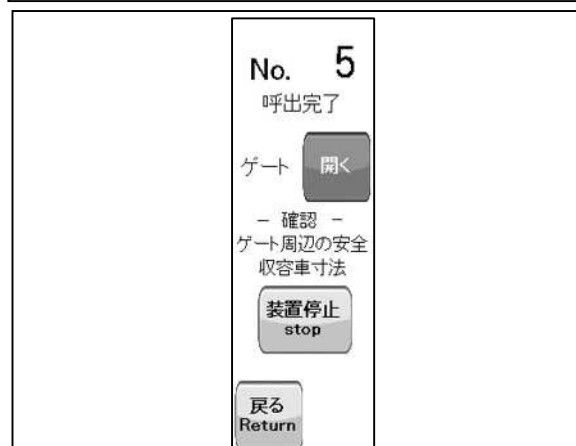 No. 5
呼出完了
ゲート 開く
- 確認 -
ゲート周辺の安全
収容車寸法
装置停止
stop
戻る
Return